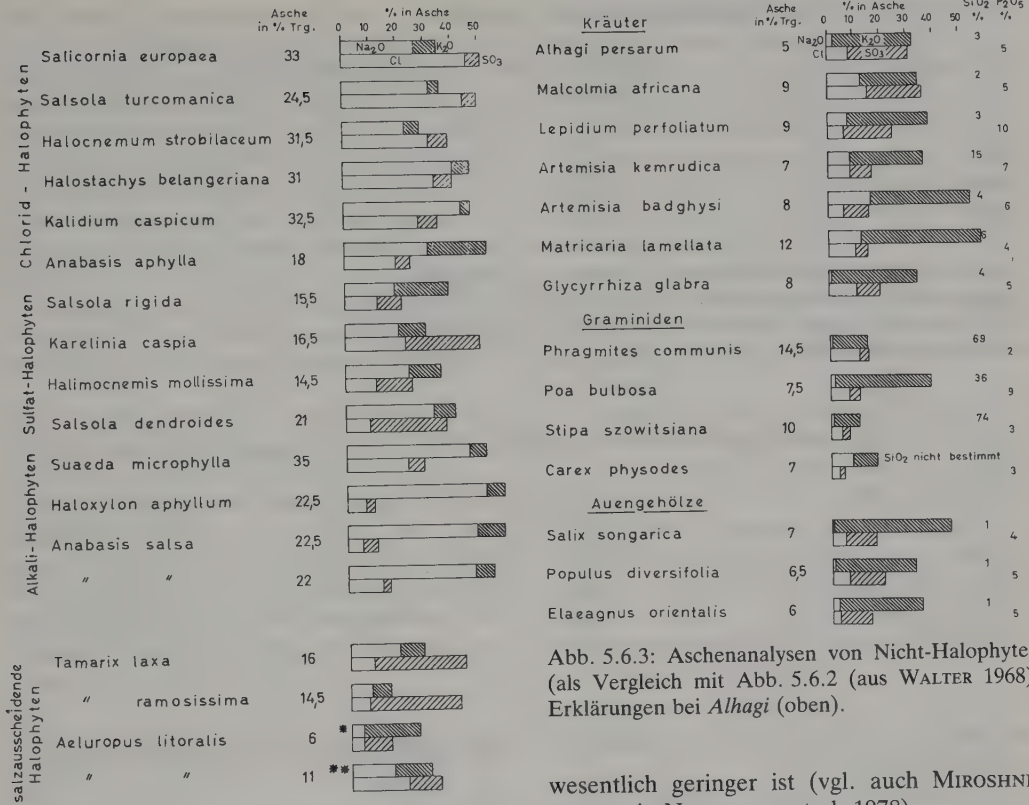 Asche
in % Trg.
% in Asche
0 10 20 30 40 50
Chlorid - Halophyten
Salicornia europaea 33 Na₂O K₂O
Cl SO₃
Salsola turcomanica 24,5
Halocnemum strobilaceum 31,5
Halostachys belangeriana 31
Kalidium caspicum 32,5
Anabasis aphylla 18
Sulfat-Halophyten
Salsola rigida 15,5
Karelinia caspia 16,5
Halimocnemis mollissima 14,5
Salsola dendroides 21
Alkali-Halophyten
Suaeda microphylla 35
Haloxylon aphyllum 22,5
Anabasis salsa 22,5
" " 22
salzausscheidende
Halophyten
Tamarix laxa 16
" ramosissima 14,5
Aeluropus litoralis 6 *
" " 11 **
Asche
in % Trg.
% in Asche
0 10 20 30 40 50
SiO₂ P₂O₅
% %
Kräuter
Alhagi persarum 5 Na₂O K₂O 3
Cl SO₃ 5
Malcolmia africana 9 2 5
Lepidium perfoliatum 9 3 10
Artemisia kemrudica 7 15 7
Artemisia badghysi 8 4 6
Matricaria lamellata 12 6 4
Glycyrrhiza glabra 8 4 5
Graminiden
Phragmites communis 14,5 69 2
Poa bulbosa 7,5 36 9
Stipa szowitsiana 10 74 3
Carex physodes 7 SiO₂ nicht bestimmt 3
Auengehölze
Salix songarica 7 1 4
Populus diversifolia 6,5 1 5
Elaeagnus orientalis 6 1 5
Abb. 5.6.3: Aschenanalysen von Nicht-Halophyte
(als Vergleich mit Abb. 5.6.2 (aus WALTER 1968)
Erklärungen bei Alhagi (oben).
wesentlich geringer ist (vgl. auch MIROSHNI